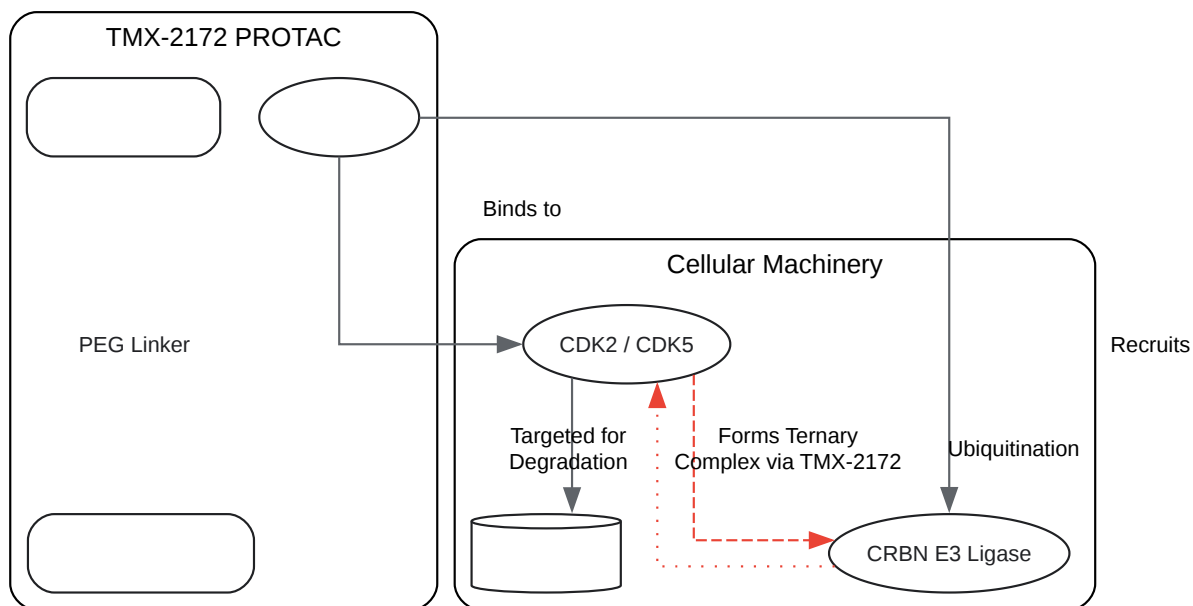 TMX-2172 PROTAC
Binds to
Cellular Machinery
PEG Linker
CDK2 / CDK5
Recruits
Targeted for
Degradation
Forms Ternary
Complex via TMX-2172
Ubiquitination
CRBN E3 Ligase